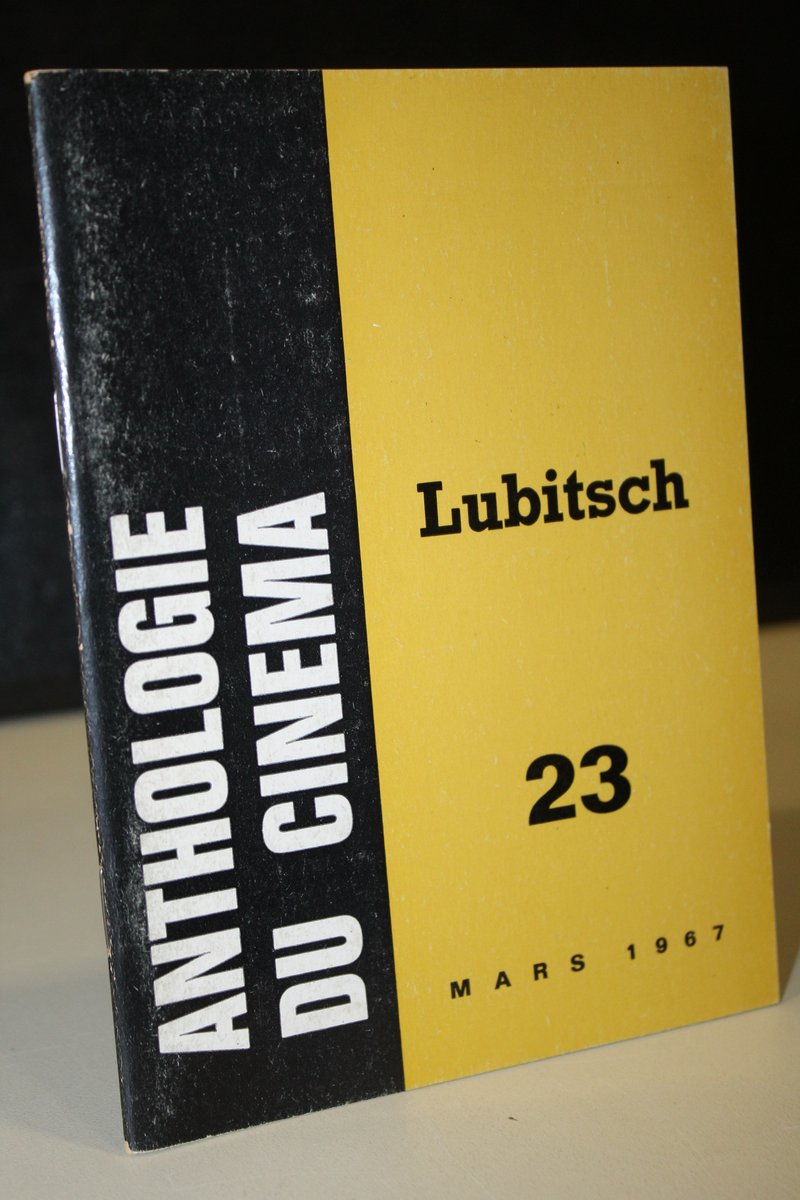 ANTHOLOGIE
DU CINEMA
Lubitsch
23
MARS 1967